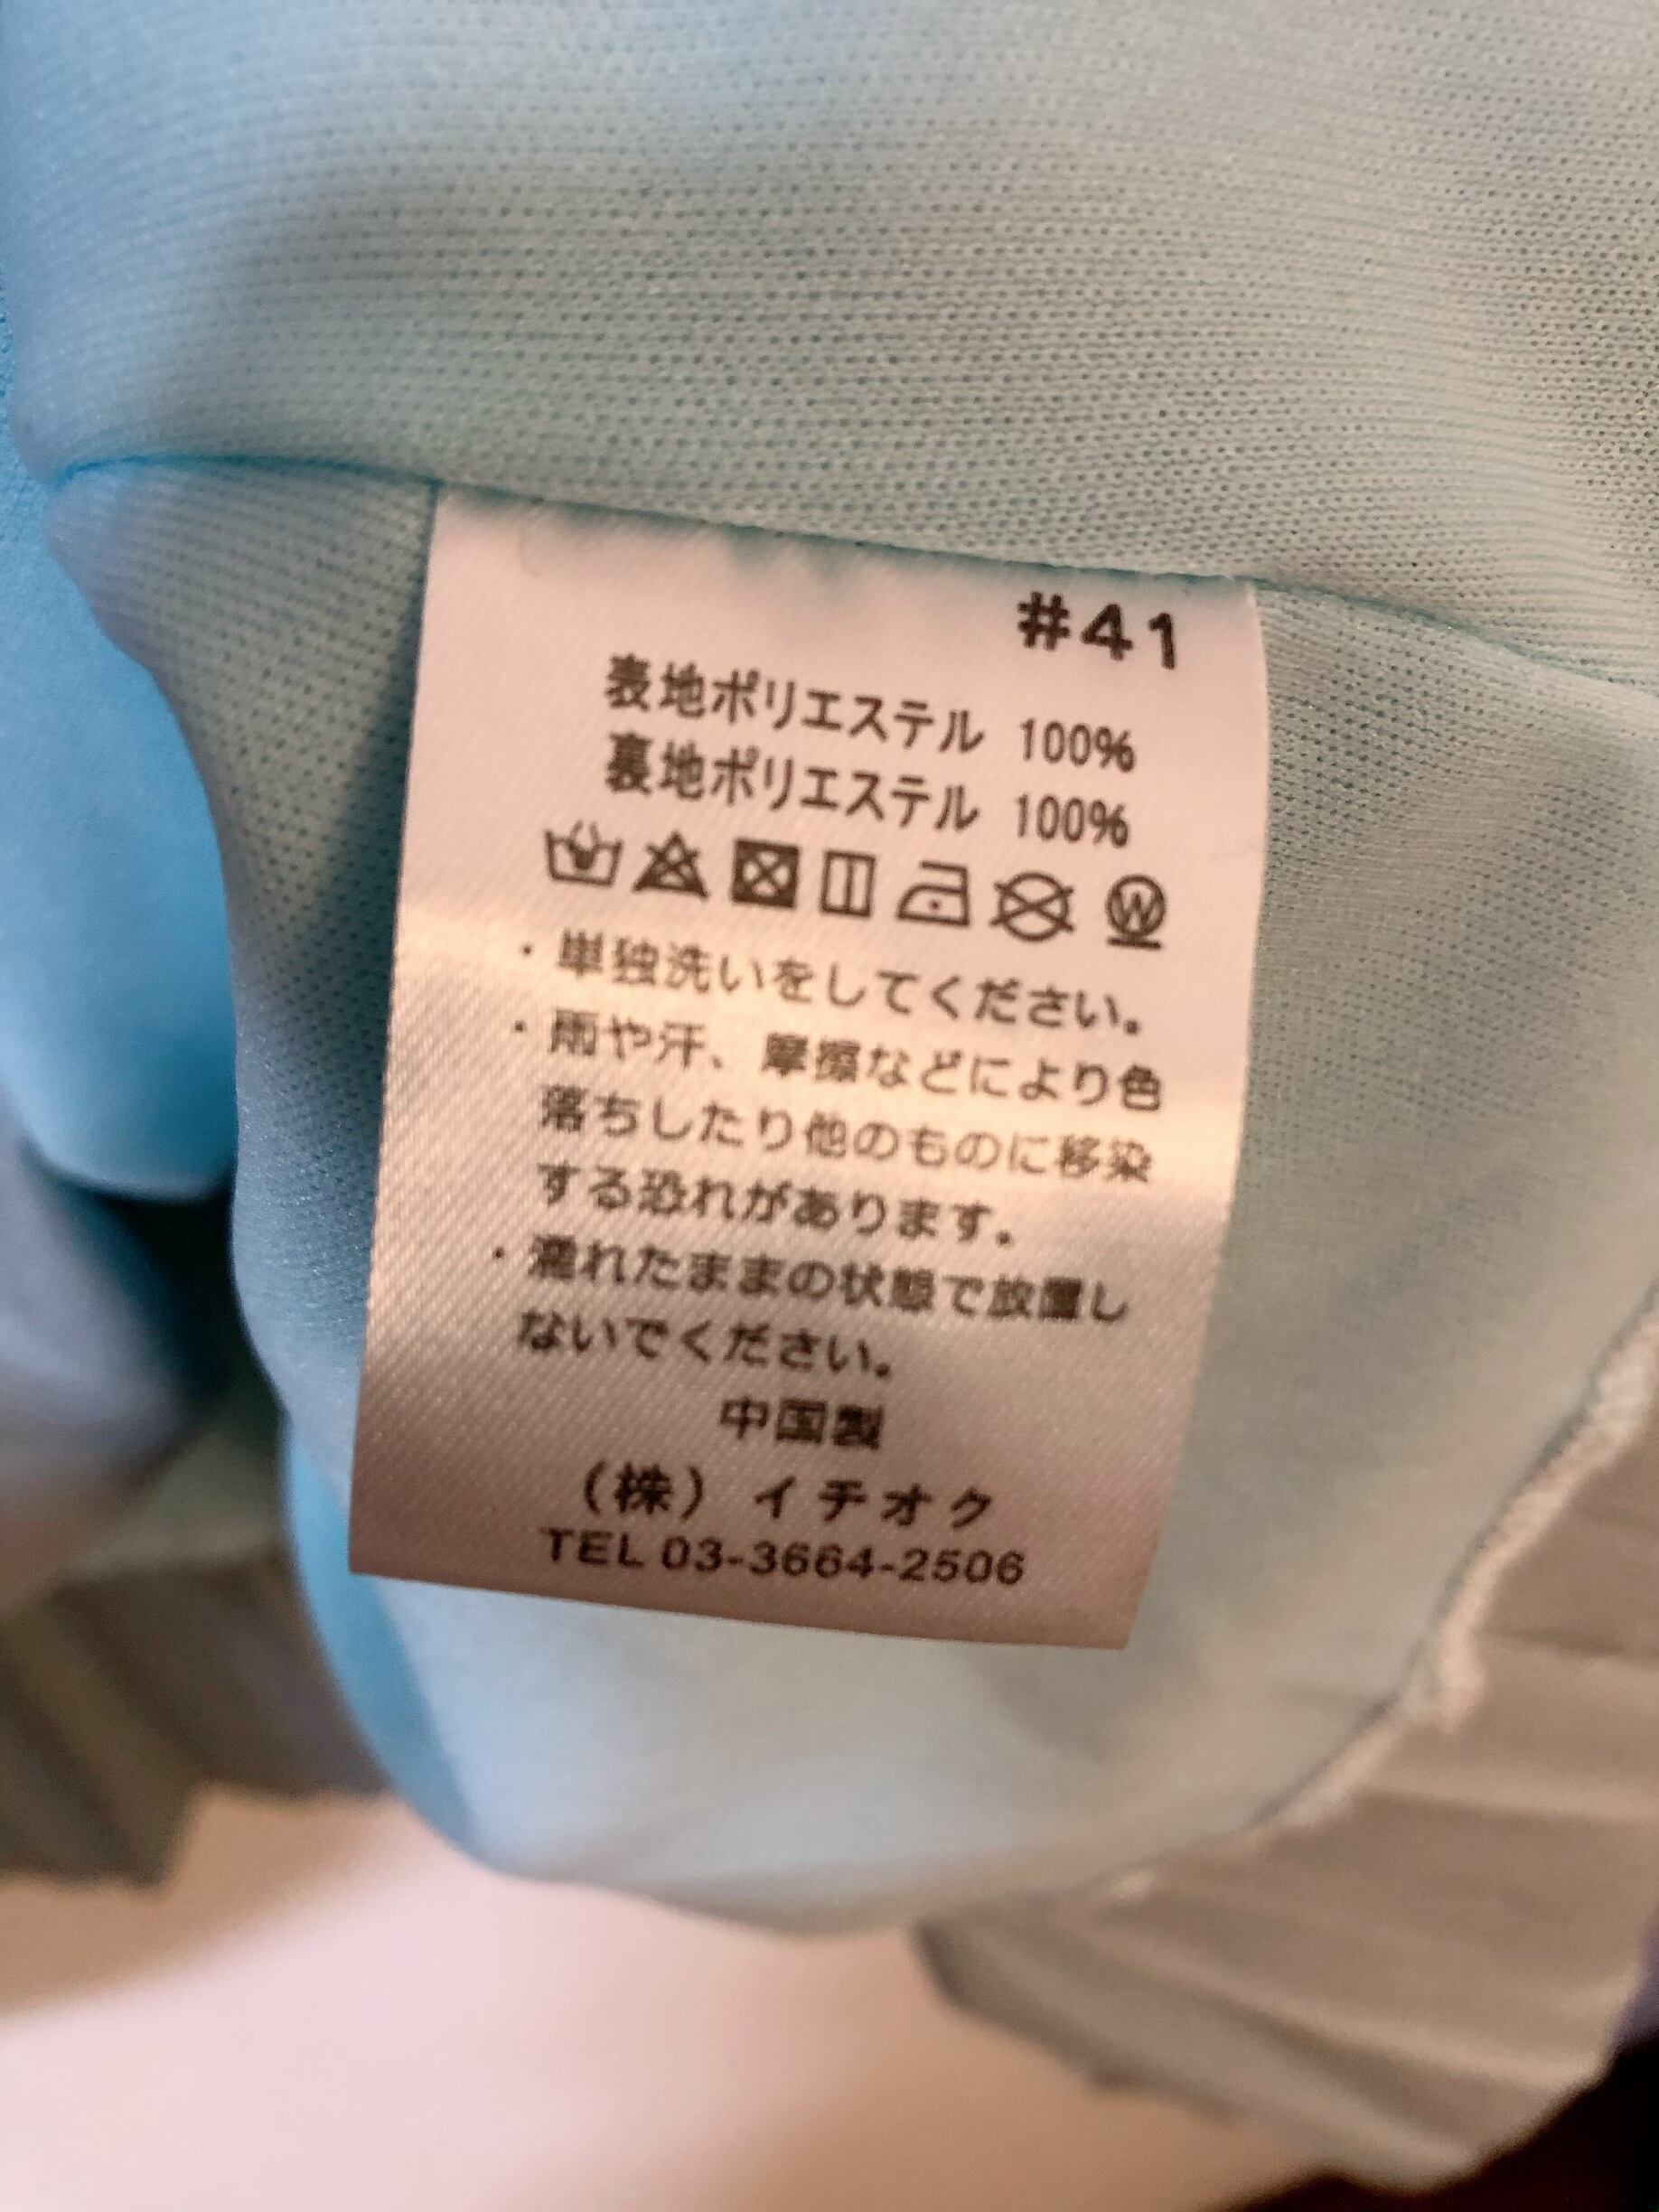 #41
表地ポリエステル 100%
裏地ポリエステル 100%
W
・単独洗いをしてください。
・雨や汗、摩擦などにより色
落ちしたり他のものに移染
する恐れがあります。
・濡れたままの状態で放置し
ないでください。
中国製
(株) イチオク
TEL 03-3664-2506